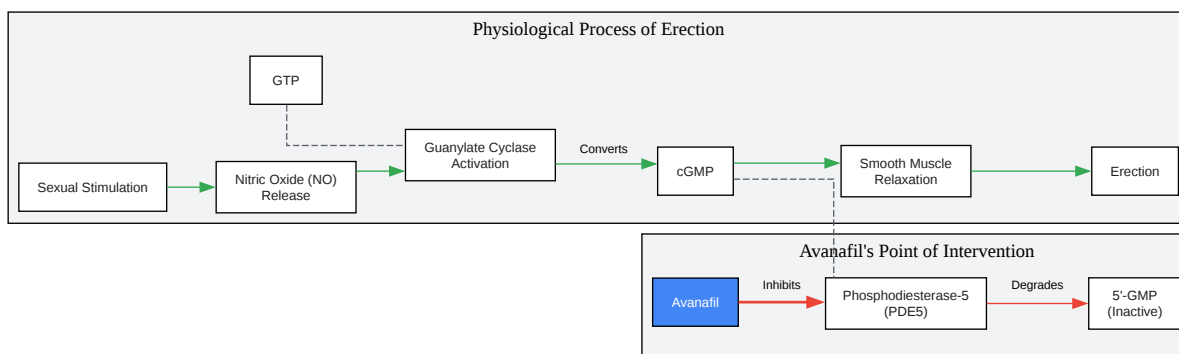 Physiological Process of Erection
GTP
Guanylate Cyclase
Activation
Converts
cGMP
Smooth Muscle
Relaxation
Erection
Sexual Stimulation
Nitric Oxide (NO)
Release
Avanafil's Point of Intervention
Avanafil
Inhibits
Phosphodiesterase-5
(PDE5)
Degrades
5'-GMP
(Inactive)